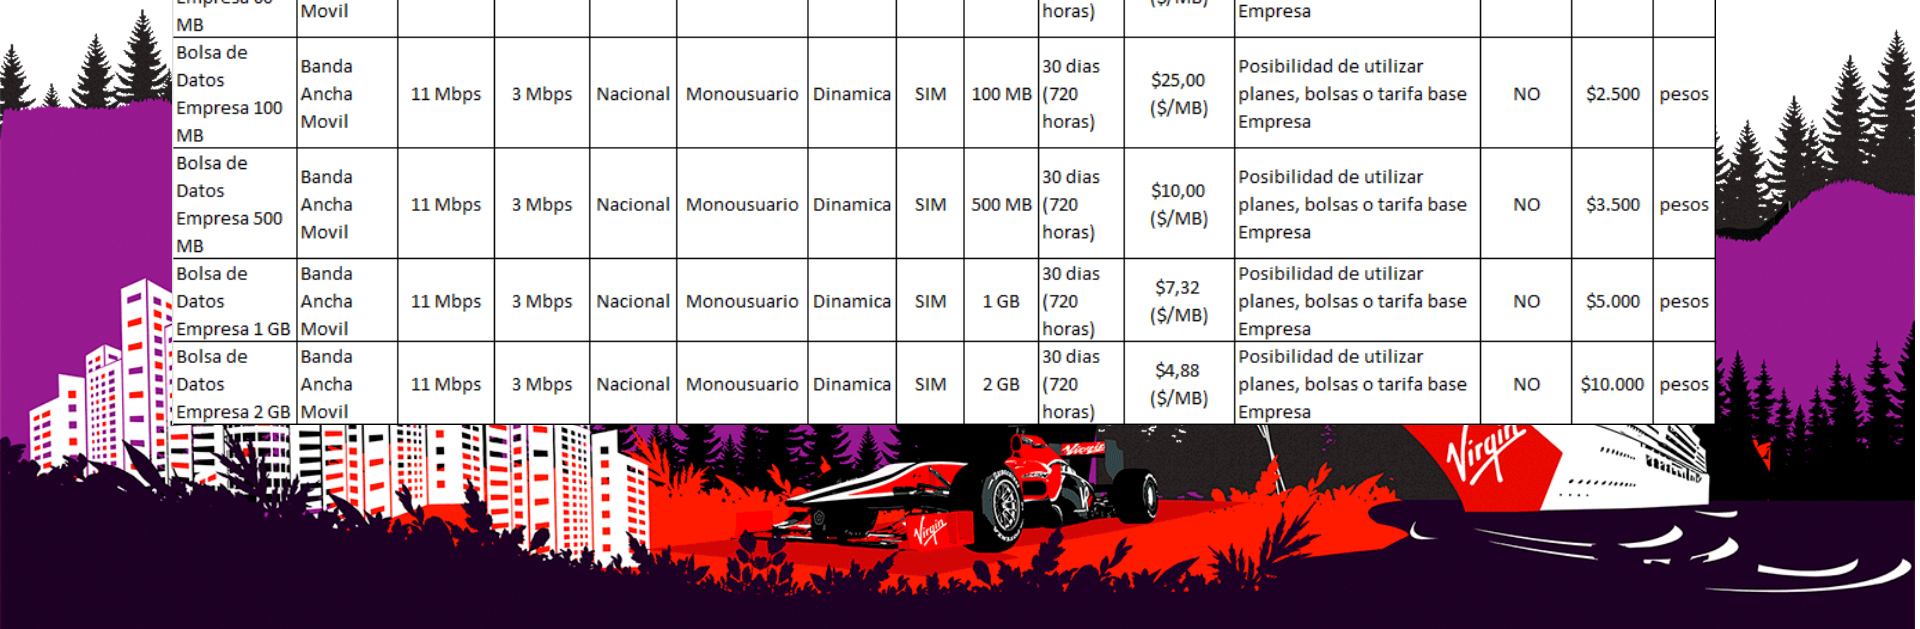 Empresa 60
MB
Movil
horas)
($/MB)
Empresa
Bolsa de
Datos
Empresa 100
MB
Banda
Ancha
Movil
11 Mbps
3 Mbps
Nacional
Monousuario
Dinamica
SIM
100 MB
30 dias
(720
horas)
$25,00
($/MB)
Posibilidad de utilizar
planes, bolsas o tarifa base
Empresa
NO
$2.500
pesos
Bolsa de
Datos
Empresa 500
MB
Banda
Ancha
Movil
11 Mbps
3 Mbps
Nacional
Monousuario
Dinamica
SIM
500 MB
30 dias
(720
horas)
$10,00
($/MB)
Posibilidad de utilizar
planes, bolsas o tarifa base
Empresa
NO
$3.500
pesos
Bolsa de
Datos
Empresa 1 GB
Banda
Ancha
Movil
11 Mbps
3 Mbps
Nacional
Monousuario
Dinamica
SIM
1 GB
30 dias
(720
horas)
$7,32
($/MB)
Posibilidad de utilizar
planes, bolsas o tarifa base
Empresa
NO
$5.000
pesos
Bolsa de
Datos
Empresa 2 GB
Banda
Ancha
Movil
11 Mbps
3 Mbps
Nacional
Monousuario
Dinamica
SIM
2 GB
30 dias
(720
horas)
$4,88
($/MB)
Posibilidad de utilizar
planes, bolsas o tarifa base
Empresa
NO
$10.000
pesos
Virgin
Virgin
Virgin